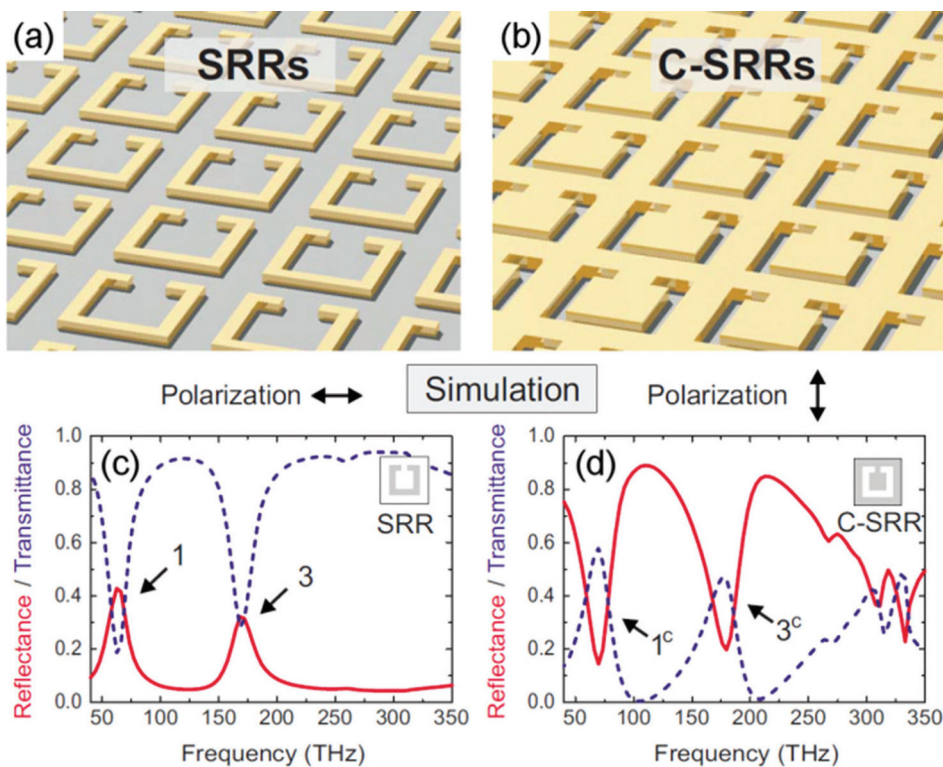 (a) SRRs
(b) C-SRRs
Polarization
Simulation
Polarization
(c)
SRR
1
3
Reflectance / Transmittance
1.0
0.8
0.6
0.4
0.2
0.0
50 100 150 200 250 300 350
Frequency (THz)
(d)
C-SRR
1c
3c
Reflectance / Transmittance
1.0
0.8
0.6
0.4
0.2
0.0
50 100 150 200 250 300 350
Frequency (THz)